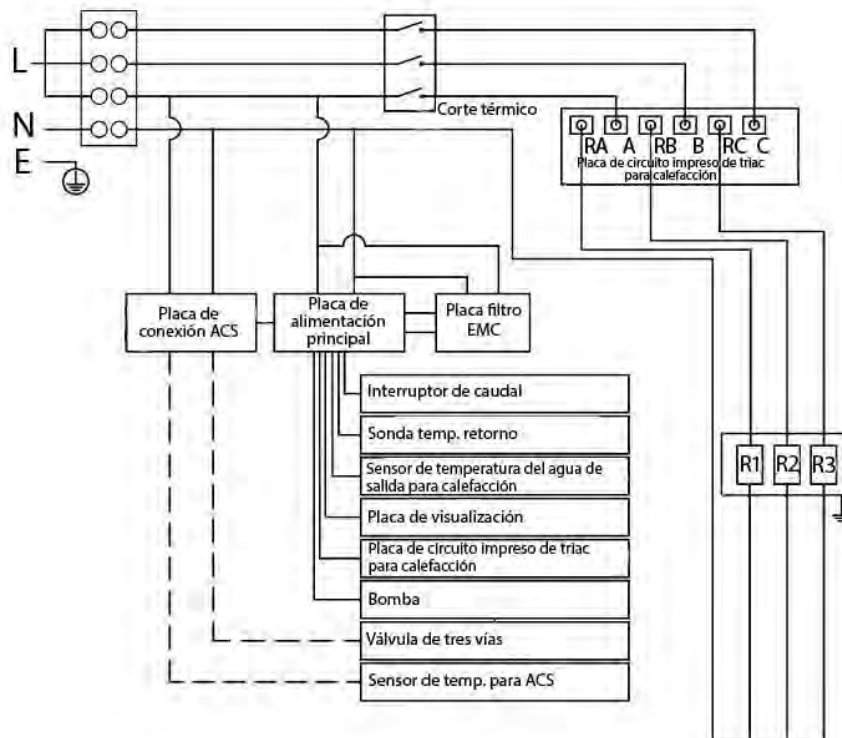 L
N
E
Corte térmico
RA A RB B RC C
Placa de circuito impreso de triac
para calefacción
Placa de
conexión ACS
Placa de
alimentación
principal
Placa filtro
EMC
Interruptor de caudal
Sonda temp. retorno
Sensor de temperatura del agua de
salida para calefacción
Placa de visualización
Placa de circuito impreso de triac
para calefacción
Bomba
Válvula de tres vías
Sensor de temp. para ACS
R1 R2 R3